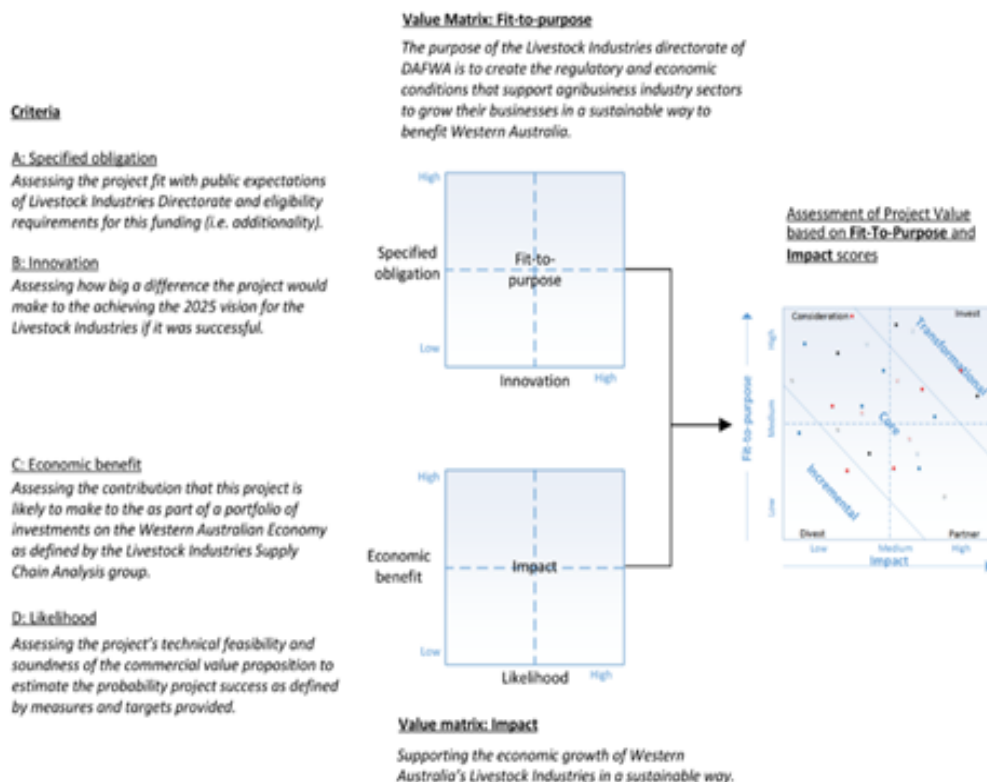 Value Matrix: Fit-to-purpose
The purpose of the Livestock Industries directorate of
DAFWA is to create the regulatory and economic
conditions that support agribusiness industry sectors
to grow their businesses in a sustainable way to
benefit Western Australia.
Criteria
A: Specified obligation
Assessing the project fit with public expectations
of Livestock Industries Directorate and eligibility
requirements for this funding (i.e. additionality).
B: Innovation
Assessing how big a difference the project would
make to the achieving the 2025 vision for the
Livestock Industries if it was successful.
C: Economic benefit
Assessing the contribution that this project is
likely to make to the as part of a portfolio of
investments on the Western Australian Economy
as defined by the Livestock Industries Supply
Chain Analysis group.
D: Likelihood
Assessing the project's technical feasibility and
soundness of the commercial value proposition to
estimate the probability project success as defined
by measures and targets provided.
High
Specified
obligation
Fit-to-
purpose
Low
Innovation
High
High
Economic
benefit
Impact
Low
Likelihood
High
Value matrix: Impact
Supporting the economic growth of Western
Australia's Livestock Industries in a sustainable way.
Assessment of Project Value
based on Fit-To-Purpose and
Impact scores
Consideration
Invest
Transformational
Core
Incremental
Divest
Partner
High
Medium
Low
Fit-to-purpose
Low
Medium
High
Impact